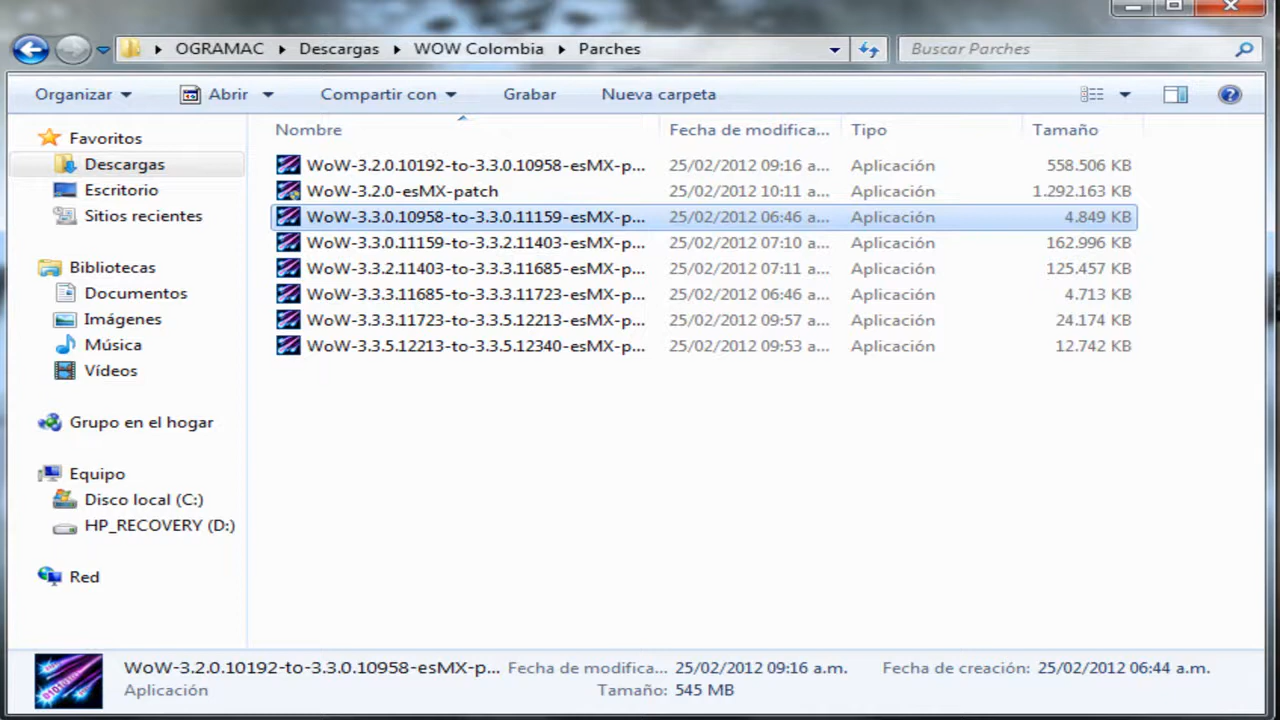 OGRAMAC Descargas WOW Colombia Parches Buscar Parches
Organizar Abrir Compartir con Grabar Nueva carpeta
Favoritos
Descargas
Escritorio
Sitios recientes
Bibliotecas
Documentos
Imágenes
Música
Vídeos
Grupo en el hogar
Equipo
Disco local (C:)
HP_RECOVERY (D:)
Red
Nombre Fecha de modifica... Tipo Tamaño
WoW-3.2.0.10192-to-3.3.0.10958-esMX-p... 25/02/2012 09:16 a... Aplicación 558.506 KB
WoW-3.2.0-esMX-patch 25/02/2012 10:11 a... Aplicación 1.292.163 KB
WoW-3.3.0.10958-to-3.3.0.11159-esMX-p... 25/02/2012 06:46 a... Aplicación 4.849 KB
WoW-3.3.0.11159-to-3.3.2.11403-esMX-p... 25/02/2012 07:10 a... Aplicación 162.996 KB
WoW-3.3.2.11403-to-3.3.3.11685-esMX-p... 25/02/2012 07:11 a... Aplicación 125.457 KB
WoW-3.3.3.11685-to-3.3.3.11723-esMX-p... 25/02/2012 06:46 a... Aplicación 4.713 KB
WoW-3.3.3.11723-to-3.3.5.12213-esMX-p... 25/02/2012 09:57 a... Aplicación 24.174 KB
WoW-3.3.5.12213-to-3.3.5.12340-esMX-p... 25/02/2012 09:53 a... Aplicación 12.742 KB
WoW-3.2.0.10192-to-3.3.0.10958-esMX-p... Fecha de modifica... 25/02/2012 09:16 a.m. Fecha de creación: 25/02/2012 06:44 a.m.
Aplicación Tamaño: 545 MB